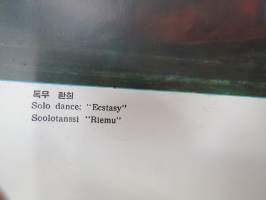 독무 환희
Solo dance: "Ecstasy"
Soolotanssi "Riemu"